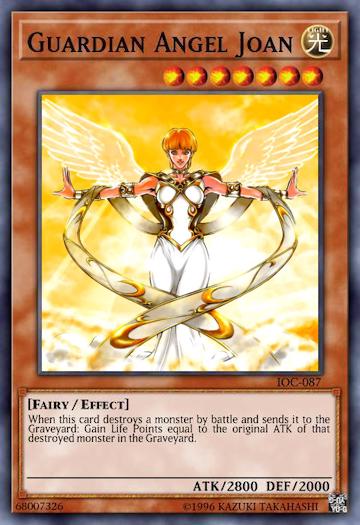 GUARDIAN ANGEL JOAN
LIGHT
光
IOC-087
[FAIRY / EFFECT]
When this card destroys a monster by battle and sends it to the
Graveyard: Gain Life Points equal to the original ATK of that
destroyed monster in the Graveyard.
ATK/2800 DEF/2000
68007326
©1996 KAZUKI TAKAHASHI